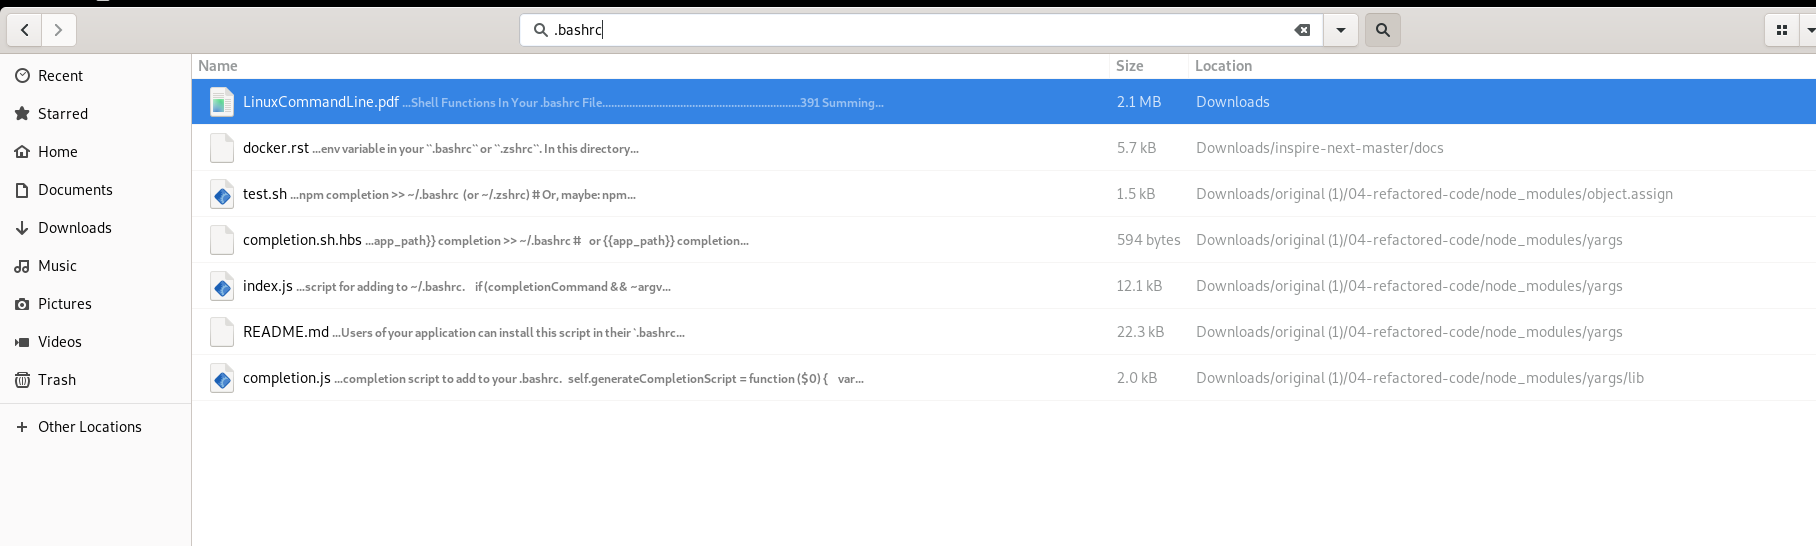 .bashrc
Name Size Location
Recent
Starred
Home
Documents
Downloads
Music
Pictures
Videos
Trash
Other Locations
LinuxCommandLine.pdf ...Shell Functions In Your .bashrc File..................................................................391 Summing... 2.1 MB Downloads
docker.rst ...env variable in your ``.bashrc`` or ``.zshrc``. In this directory... 5.7 kB Downloads/inspire-next-master/docs
test.sh ...npm completion >> ~/.bashrc (or ~/.zshrc) # Or, maybe: npm... 1.5 kB Downloads/original (1)/04-refactored-code/node_modules/object.assign
completion.sh.hbs ...app_path}} completion >> ~/.bashrc # or {{app_path}} completion... 594 bytes Downloads/original (1)/04-refactored-code/node_modules/yargs
index.js ...script for adding to ~/.bashrc. if (completionCommand && ~argv... 12.1 kB Downloads/original (1)/04-refactored-code/node_modules/yargs
README.md ...Users of your application can install this script in their `.bashrc... 22.3 kB Downloads/original (1)/04-refactored-code/node_modules/yargs
completion.js ...completion script to add to your .bashrc. self.generateCompletionScript = function ($0) { var... 2.0 kB Downloads/original (1)/04-refactored-code/node_modules/yargs/lib